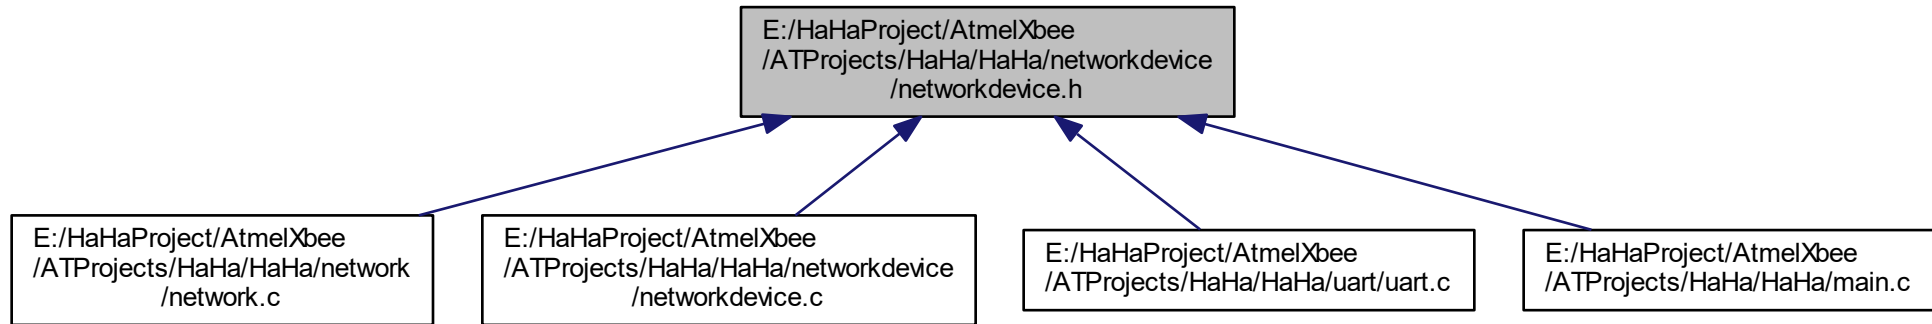 E:/HaHaProject/AtmelXbee
/ATProjects/HaHa/HaHa/networkdevice
/networkdevice.h
E:/HaHaProject/AtmelXbee
/ATProjects/HaHa/HaHa/network
/network.c
E:/HaHaProject/AtmelXbee
/ATProjects/HaHa/HaHa/networkdevice
/networkdevice.c
E:/HaHaProject/AtmelXbee
/ATProjects/HaHa/HaHa/uart/uart.c
E:/HaHaProject/AtmelXbee
/ATProjects/HaHa/HaHa/main.c